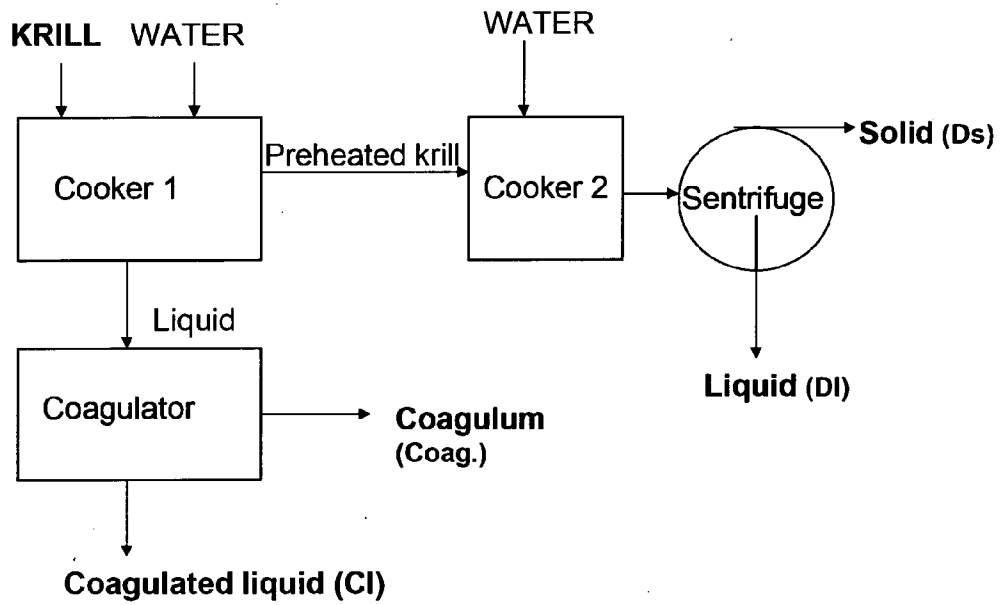 KRILL WATER
WATER
Cooker 1
Preheated krill
Cooker 2
Sentrifuge
Solid (Ds)
Liquid
Liquid (Dl)
Coagulator
Coagulum
(Coag.)
Coagulated liquid (Cl)